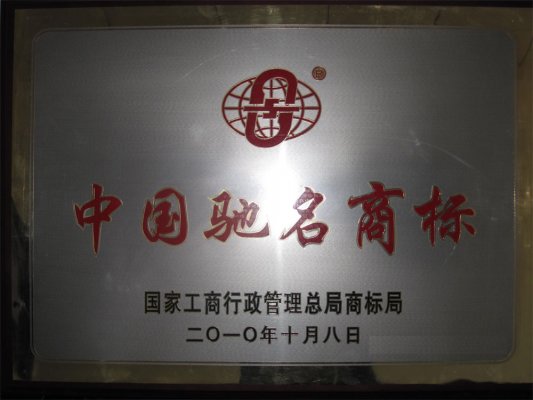 ®
中国驰名商标
国家工商行政管理总局商标局
二〇一〇年十月八日